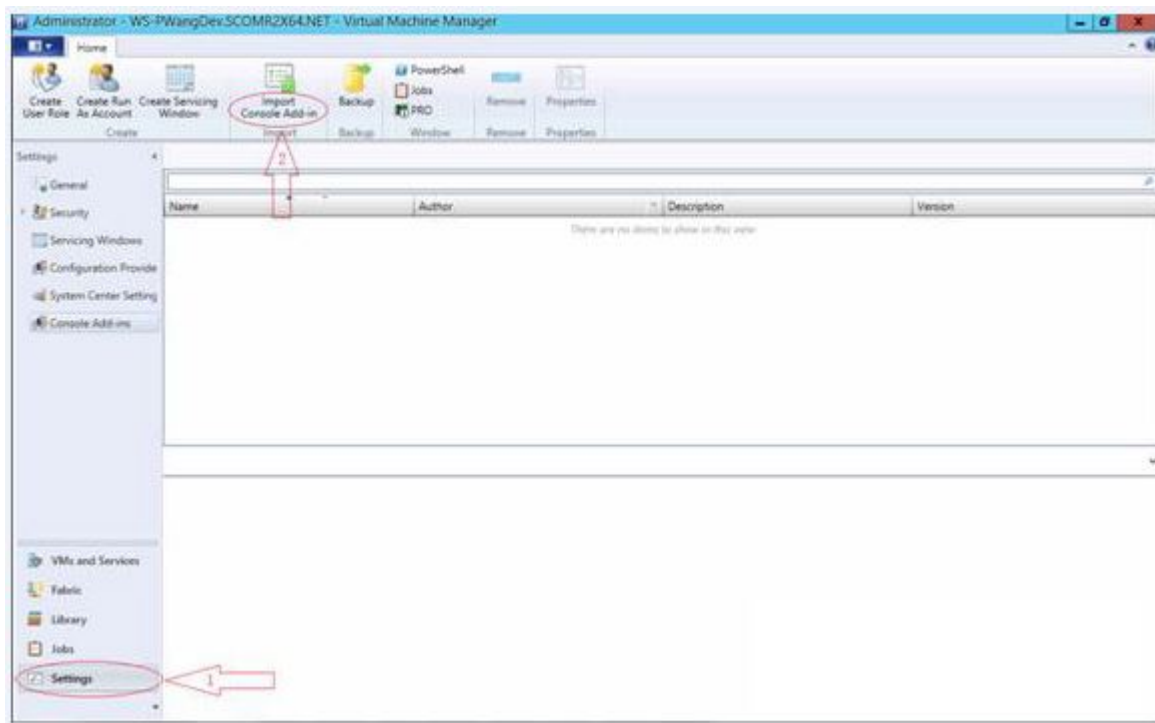 Administrator - WS-PWangDev.SCOMR2X64.NET - Virtual Machine Manager
Home
Create User Role
Create Run As Account
Create Servicing Window
Import Console Add-in
Backup
PowerShell
Jobs
PRO
Remove
Properties
Create
Import
Backup
Window
Remove
Properties
2
Settings
General
Security
Servicing Windows
Configuration Provide
System Center Setting
Console Add-ins
Name
Author
Description
Version
There are no items to show in this view.
VMs and Services
Fabric
Library
Jobs
Settings
1